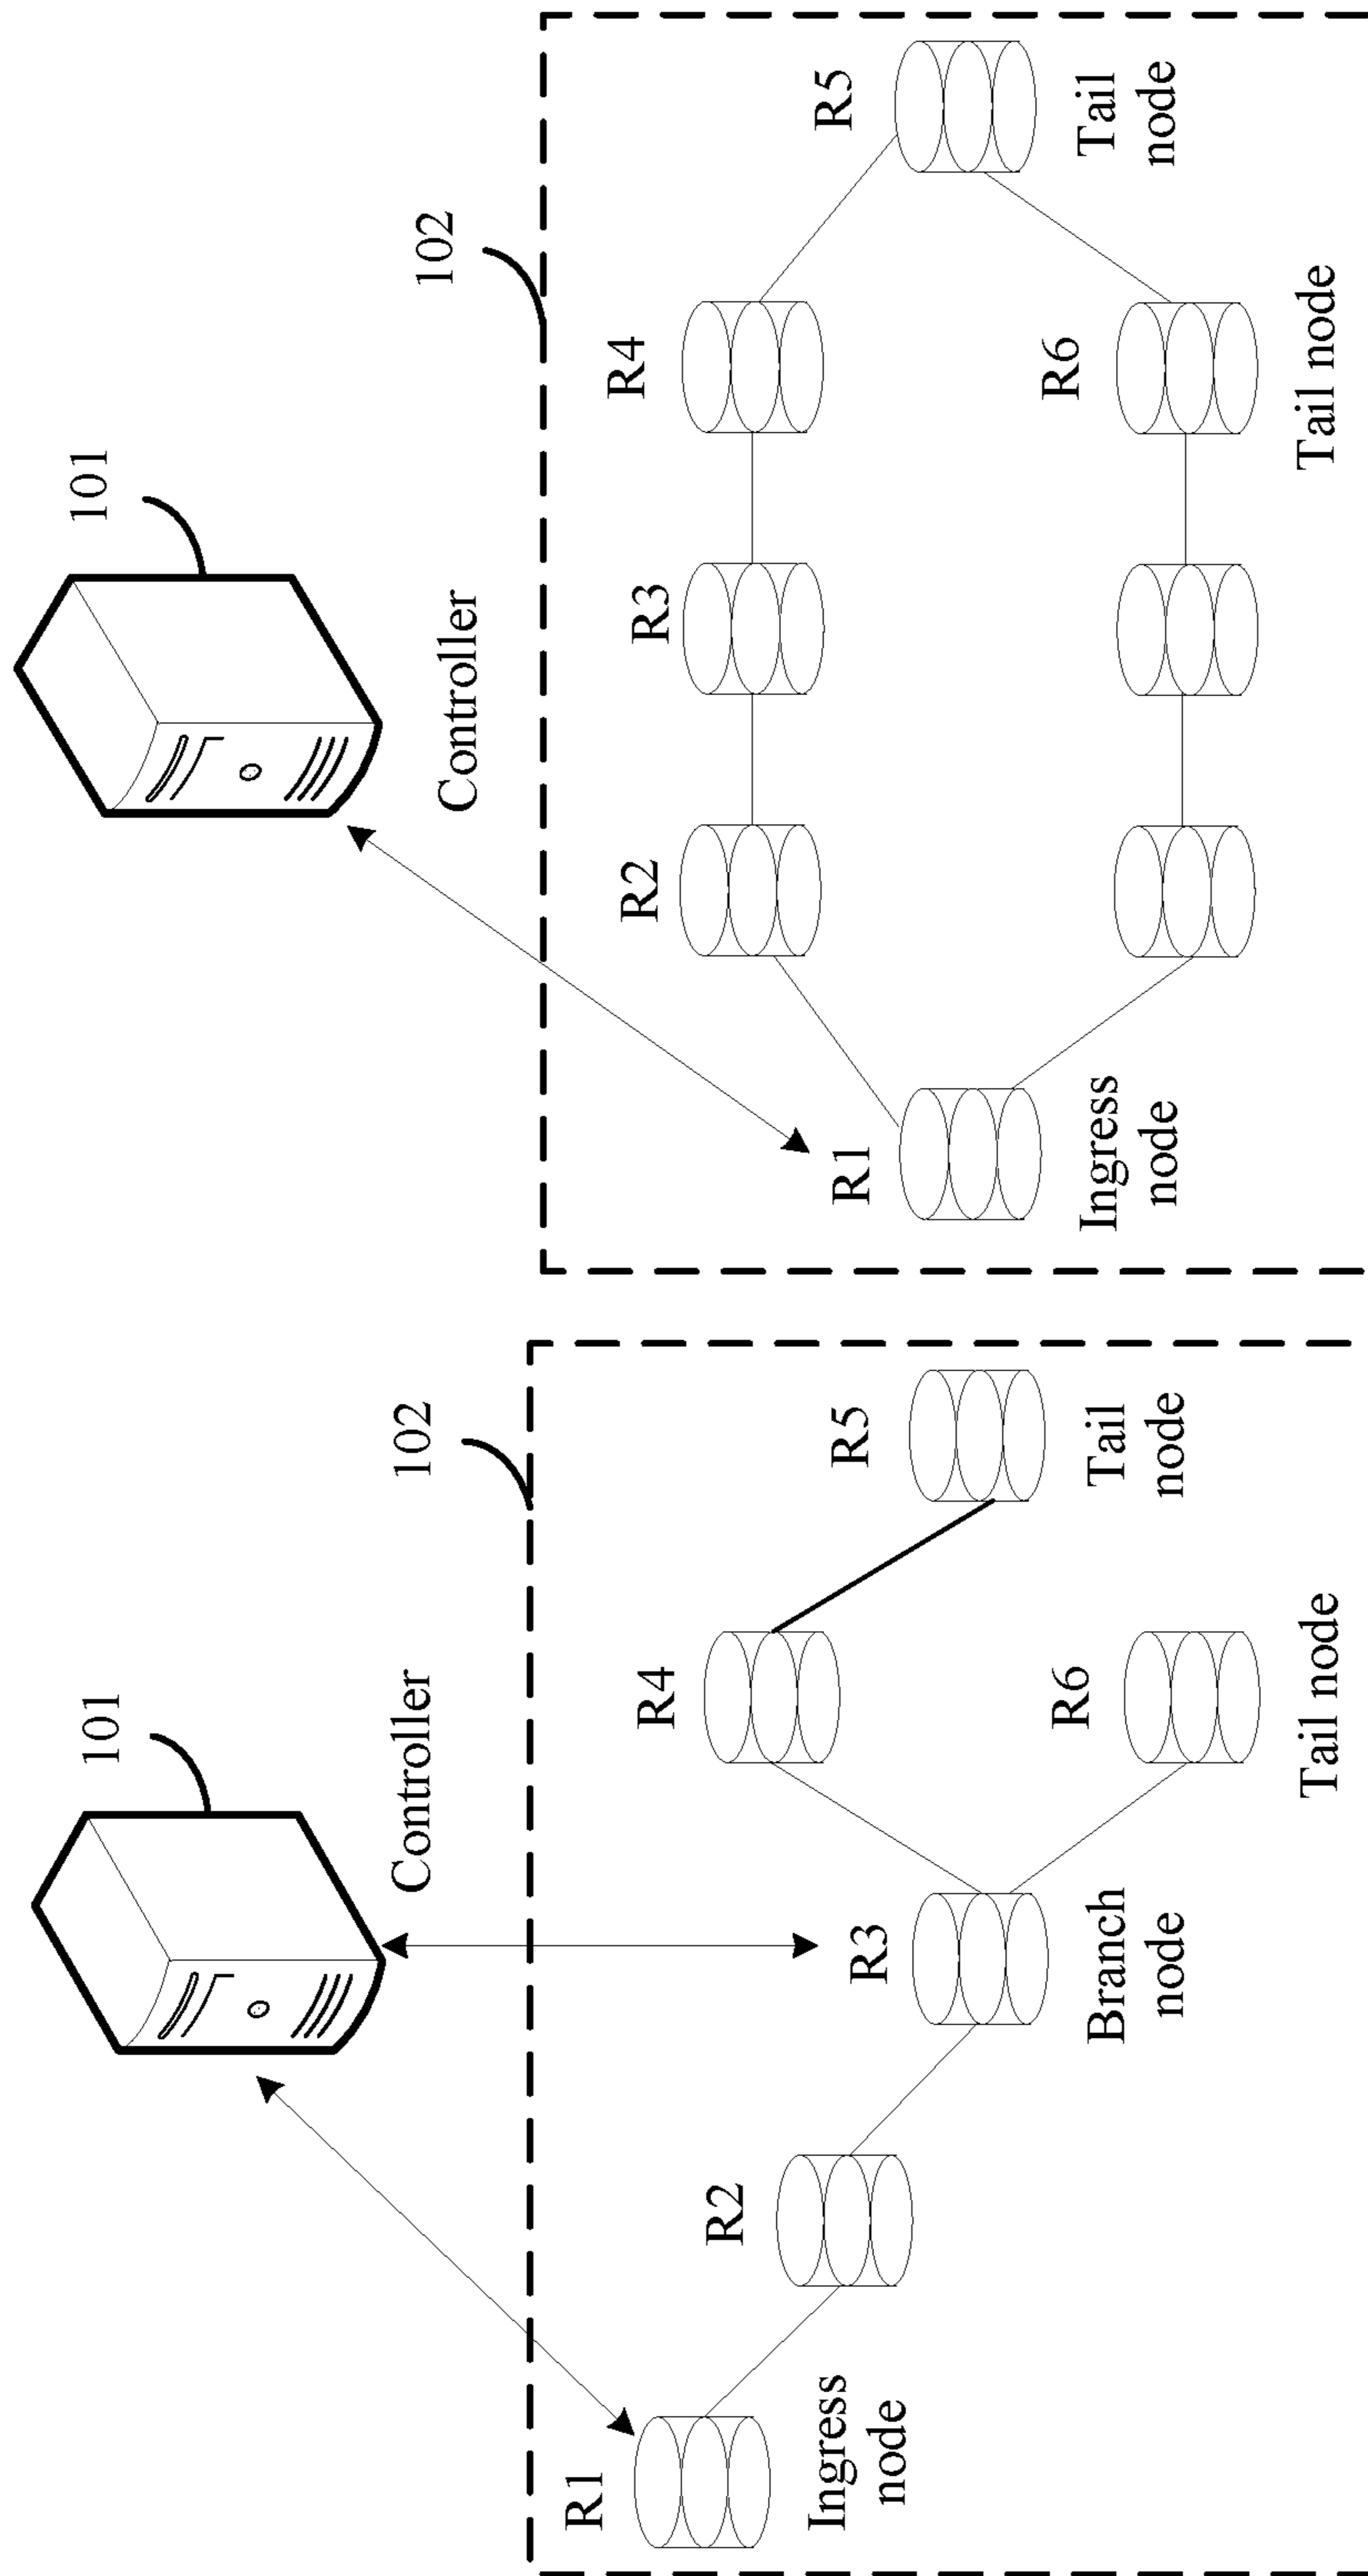 101
Controller
102
R1
Ingress
node
R2
R3
Branch
node
R4
R5
Tail
node
R6
Tail node
101
Controller
102
R1
Ingress
node
R2
R3
R4
R5
Tail
node
R6
Tail node